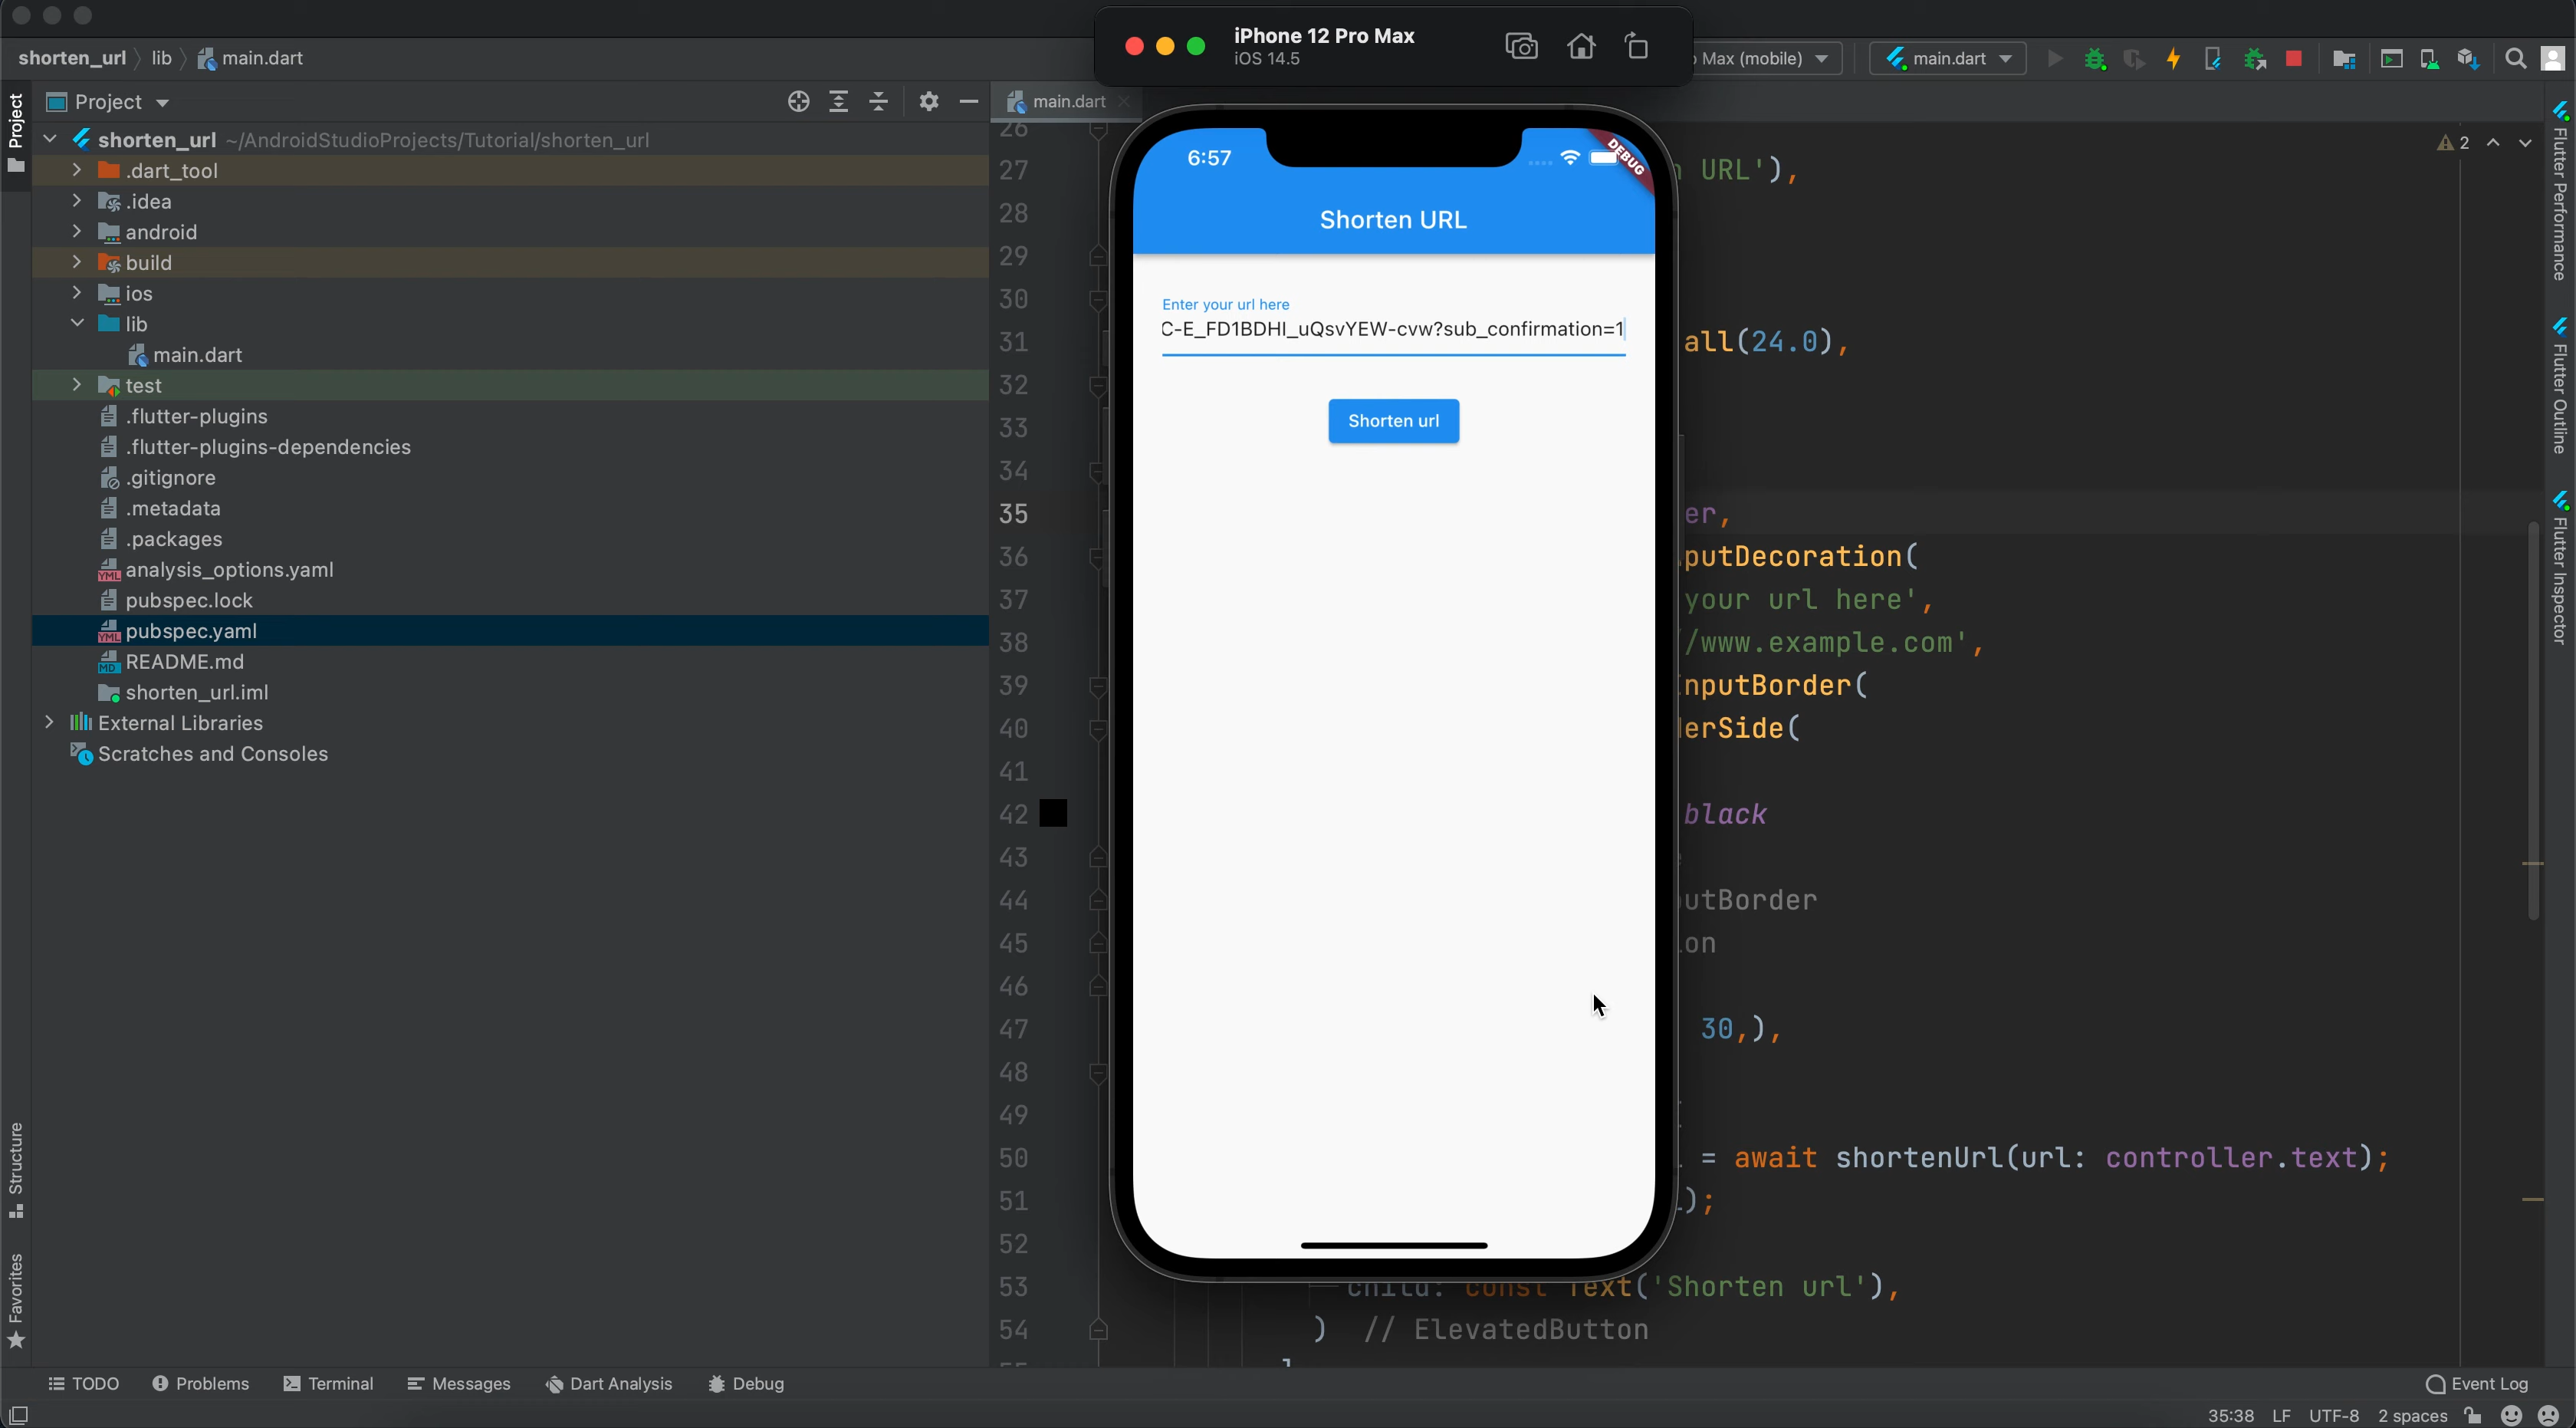 iPhone 12 Pro Max
iOS 14.5
shorten_url
lib
main.dart
Max (mobile)
main.dart
Project
Project
main.dart
shorten_url ~/AndroidStudioProjects/Tutorial/shorten_url
.dart_tool
.idea
android
build
ios
lib
main.dart
test
.flutter-plugins
.flutter-plugins-dependencies
.gitignore
.metadata
.packages
analysis_options.yaml
pubspec.lock
pubspec.yaml
README.md
shorten_url.iml
External Libraries
Scratches and Consoles
Structure
Favorites
6:57
DEBUG
Shorten URL
Enter your url here
C-E_FD1BDHI_uQsvYEW-cvw?sub_confirmation=1
Shorten url
2
26
27 URL'),
28
29
30
31 all(24.0),
32
33
34
35 er,
36 putDecoration(
37 your url here',
38 /www.example.com',
39 nputBorder(
40 derSide(
41
42 black
43
44 utBorder
45 on
46
47 30,),
48
49
50 = await shortenUrl(url: controller.text);
51 );
52
53 child: const Text('Shorten url'),
54 ) // ElevatedButton
Flutter Performance
Flutter Outline
Flutter Inspector
TODO
Problems
Terminal
Messages
Dart Analysis
Debug
Event Log
35:38 LF UTF-8 2 spaces